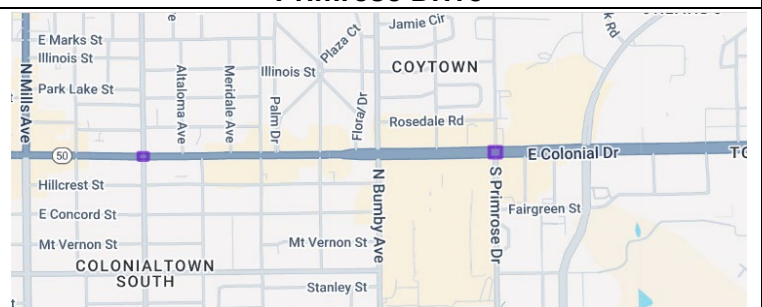 E Marks St
Illinois St
Park Lake St
N Mills Ave
Altaloma Ave
Meridale Ave
Illinois St
Palm Dr
Plaza Ct
Flora Dr
Jamie Cir
COYTOWN
Rosedale Rd
50
E Colonial Dr
Hillcrest St
E Concord St
Mt Vernon St
COLONIALTOWN
SOUTH
Mt Vernon St
Stanley St
N Bumby Ave
S Primrose Dr
Fairgreen St